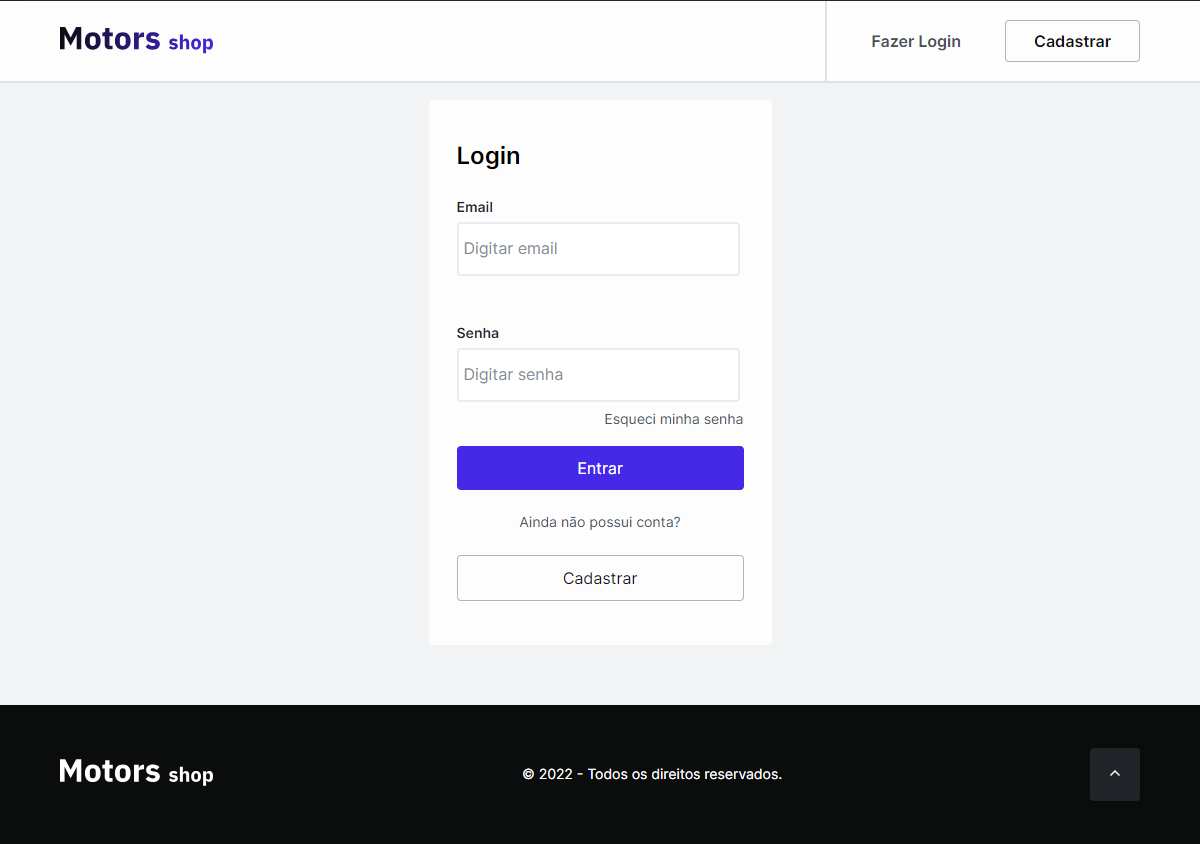 Motors shop
Fazer Login
Cadastrar
Login
Email
Digitar email
Senha
Digitar senha
Esqueci minha senha
Entrar
Ainda não possui conta?
Cadastrar
Motors shop
© 2022 - Todos os direitos reservados.